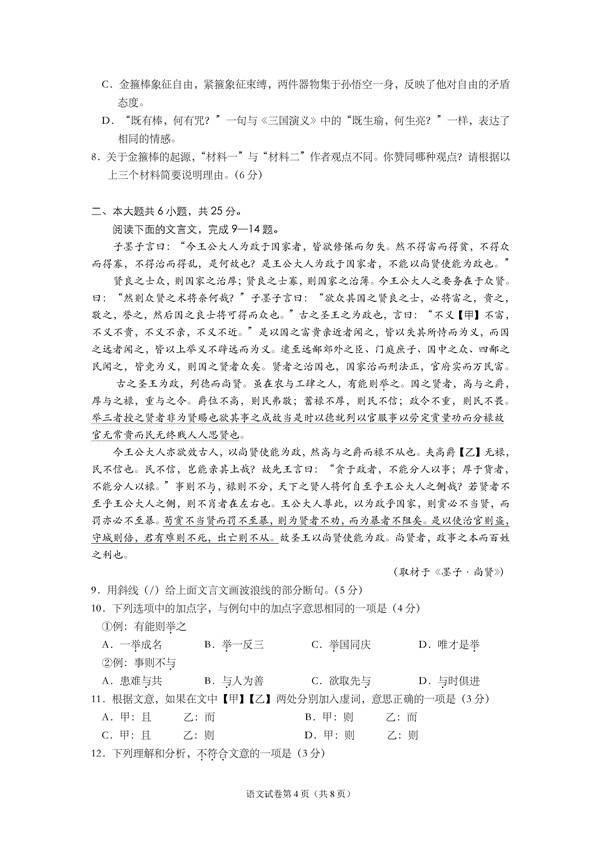 C．金箍棒象征自由，紧箍象征束缚，两件器物集于孙悟空一身，反映了他对自由的矛盾
态度。
D．“既有棒，何有咒？”一句与《三国演义》中的“既生瑜，何生亮？”一样，表达了
相同的情感。
8．关于金箍棒的起源，“材料一”与“材料二”作者观点不同。你赞同哪种观点？请根据以
上三个材料简要说明理由。（6 分）
二、本大题共 6 小题，共 25 分。
阅读下面的文言文，完成 9—14 题。
子墨子言曰：“今王公大人为政于国家者，皆欲修保而勿失。然不得富而得贫，不得众
而得寡，不得治而得乱，是何故也？是王公大人为政于国家者，不能以尚贤使能为政也。”
贤良之士众，则国家之治厚；贤良之士寡，则国家之治薄。今王公大人之要务在于众贤。
曰：“然则众贤之术将奈何哉？”子墨子言曰：“欲众其国之贤良之士，必将富之，贵之，
敬之，誉之，然后国之良士将可得而众也。”古之圣王之为政也，言曰：“不义【甲】不富，
不义不贵，不义不亲，不义不近。”是以国之富贵亲近者闻之，皆以失其所恃而为义，而国
之远者闻之，皆以上举义不辟远而为义。逮至远鄙郊外之臣、门庭庶子、国中之众、四鄙之
民闻之，皆竞为义，则国之贤者众矣。贤者之治国也，国家治而刑法正，官府实而万民富。
古之圣王为政，列德而尚贤。虽在农与工肆之人，有能则举之。国之贤者，高与之爵，
厚与之禄，重与之令。爵位不高，则民弗敬；蓄禄不厚，则民不信；政令不重，则民不畏。
举三者授之贤者非为贤赐也欲其事之成故当是时以德就列以官服事以劳定赏量功而分禄故
官无常贵而民无终贱人人思贤也。
今王公大人亦欲效古人，以尚贤使能为政，然高与之爵而禄不从也。夫高爵【乙】无禄，
民不信也。民不信，岂能亲其上哉？故先王言曰：“贪于政者，不能分人以事；厚于货者，
不能分人以禄。”事则不与，禄则不分，天下之贤人将何自至乎王公大人之侧哉？若贤者不
至乎王公大人之侧，则不肖者在左右也。王公大人尊此，以为政乎国家，则赏必不当贤，而
罚亦必不至暴。苟赏不当贤而罚不至暴，则为贤者不劝，而为暴者不阻矣。是以使治官则盗，
守城则倍，君有难则不死，出亡则不从。故圣王以尚贤使能为政。尚贤者，政事之本而百姓
之利也。
（取材于《墨子·尚贤》）
9．用斜线（/）给上面文言文画波浪线的部分断句。（5 分）
10．下列选项中的加点字，与例句中的加点字意思相同的一项是（4 分）
①例：有能则举之
A．一举成名 B．举一反三 C．举国同庆 D．唯才是举
②例：事则不与
A．患难与共 B．与人为善 C．欲取先与 D．与时俱进
11．根据文意，如果在文中【甲】【乙】两处分别加入虚词，意思正确的一项是（3 分）
A．甲：且 乙：而 B．甲：则 乙：而
C．甲：且 乙：则 D．甲：则 乙：则
12．下列理解和分析，不符合文意的一项是（3 分）
语文试卷第 4 页（共 8 页）